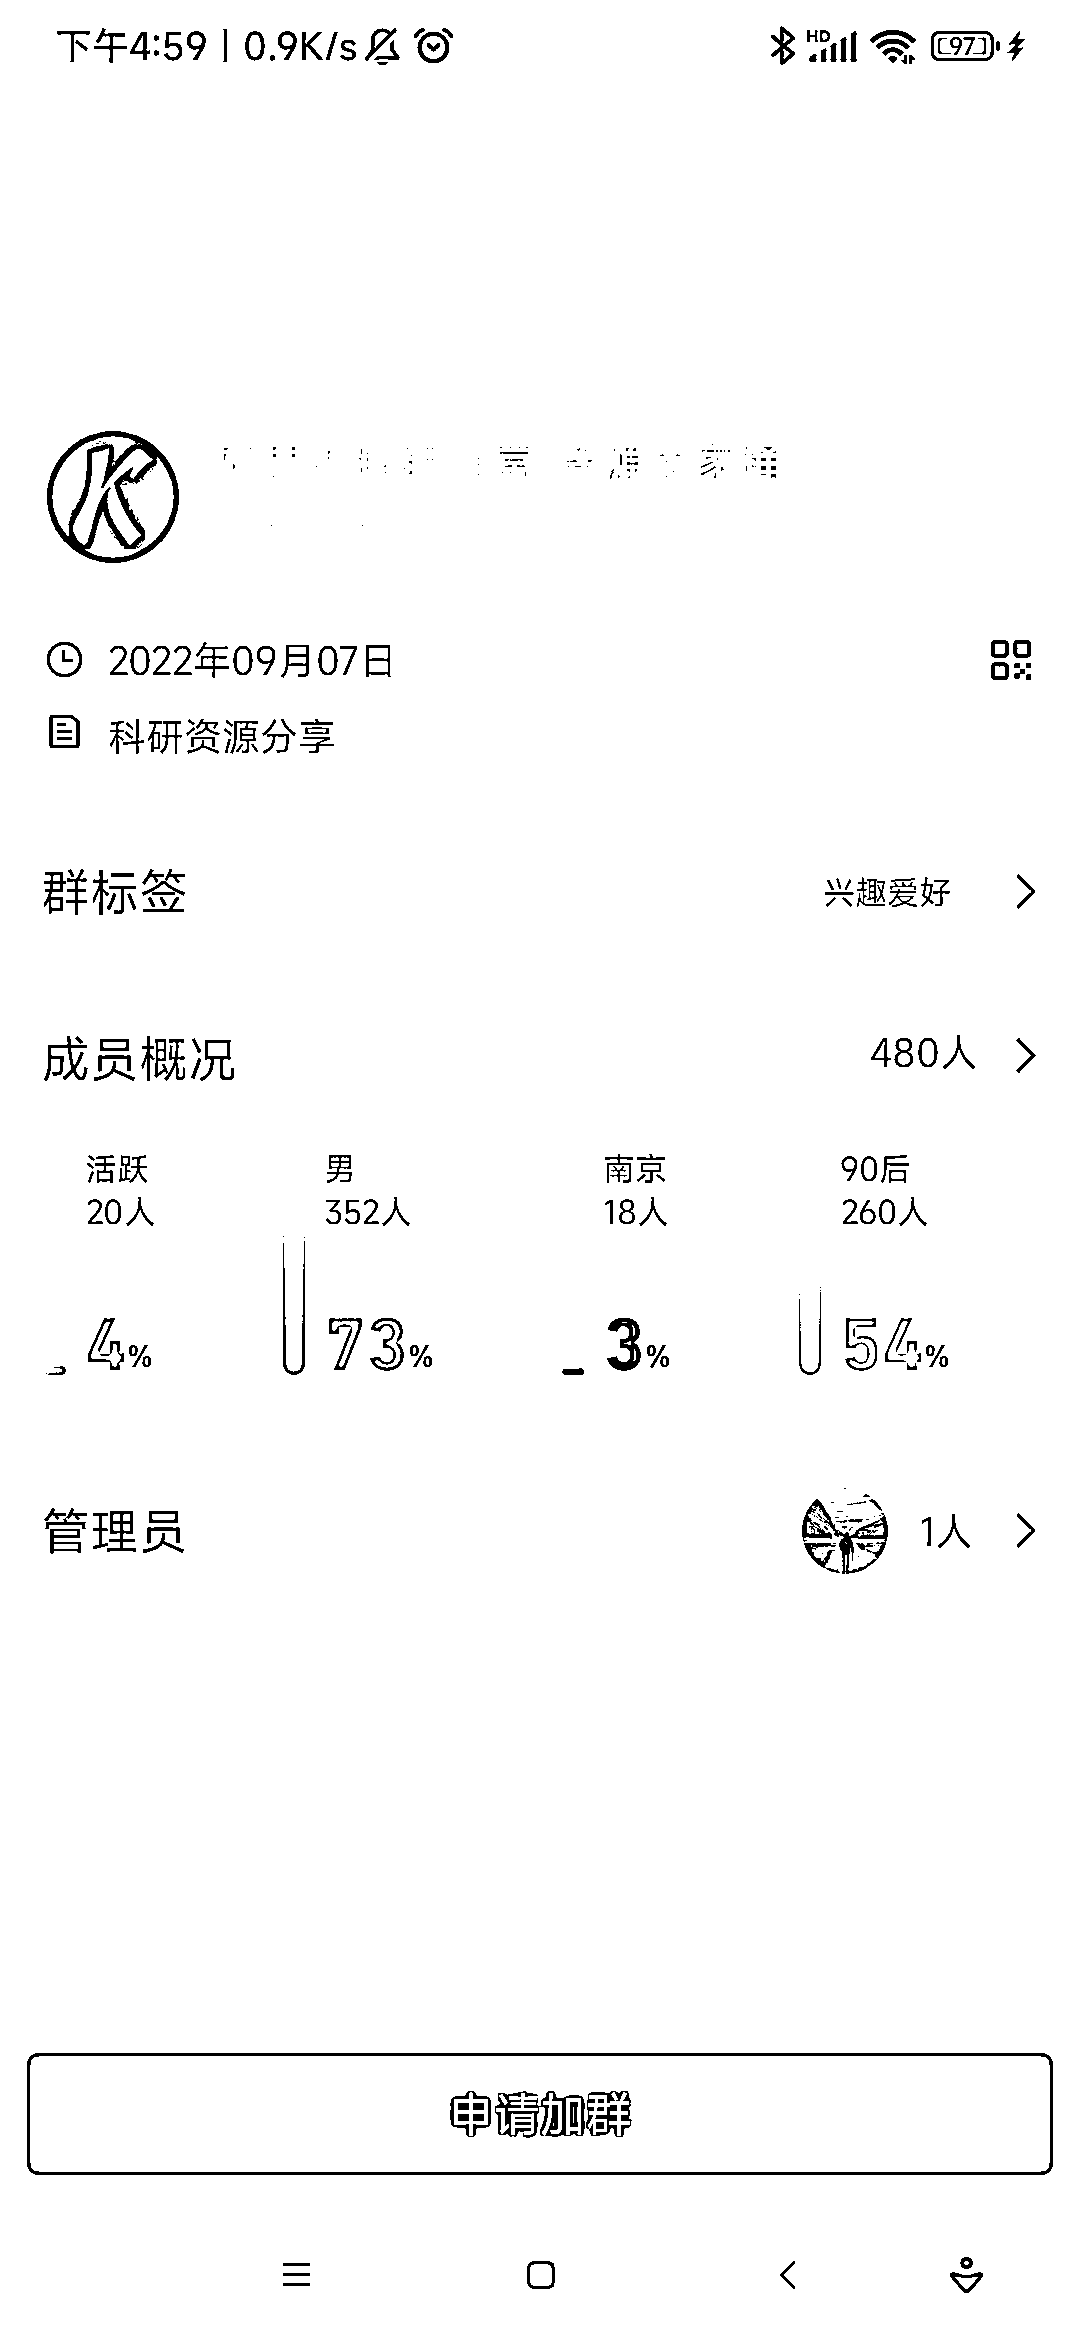 下午4:59 | 0.9K/s
HD
97
K
2022年09月07日
科研资源分享
群标签
兴趣爱好
成员概况
480人
活跃
20人
4%
男
352人
73%
南京
18人
3%
90后
260人
54%
管理员
1人
申请加群